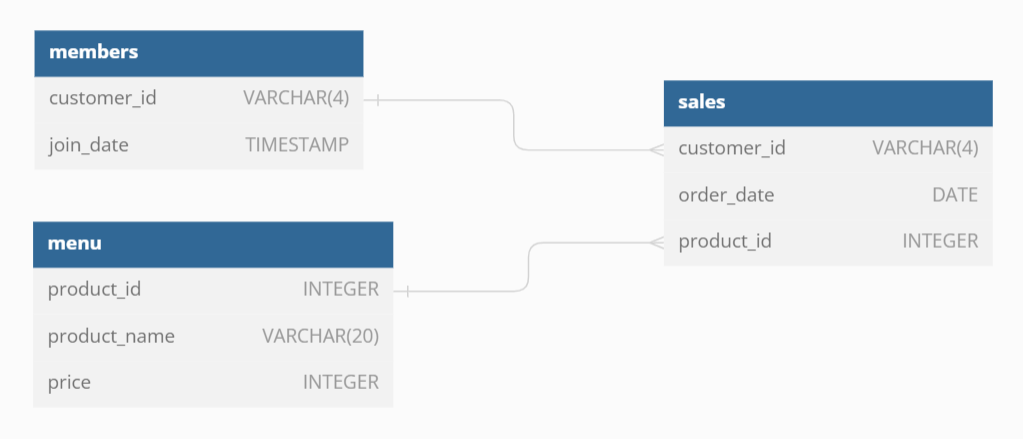 members
customer_id VARCHAR(4)
join_date TIMESTAMP
menu
product_id INTEGER
product_name VARCHAR(20)
price INTEGER
sales
customer_id VARCHAR(4)
order_date DATE
product_id INTEGER